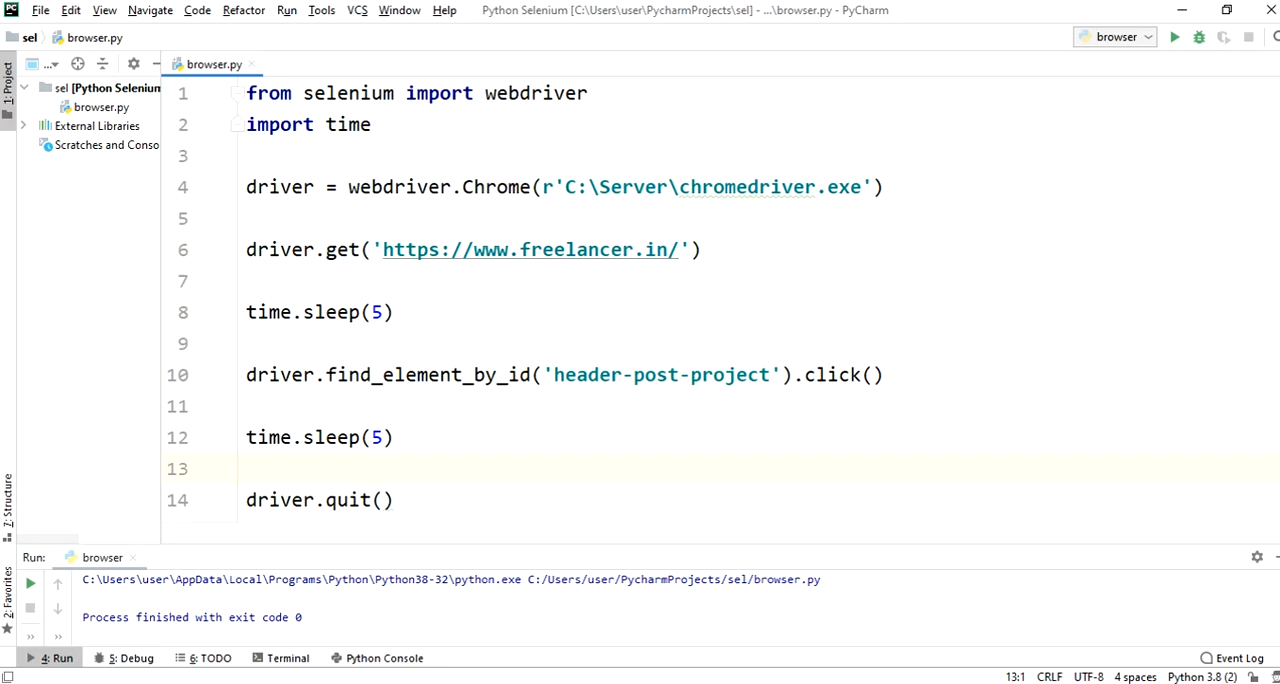 File Edit View Navigate Code Refactor Run Tools VCS Window Help Python Selenium [C:\Users\user\PycharmProjects\sel] - ...\browser.py - PyCharm
sel browser.py browser
1: Project
... browser.py
sel [Python Selenium
browser.py
External Libraries
Scratches and Conso
1 from selenium import webdriver
2 import time
3
4 driver = webdriver.Chrome(r'C:\Server\chromedriver.exe')
5
6 driver.get('https://www.freelancer.in/')
7
8 time.sleep(5)
9
10 driver.find_element_by_id('header-post-project').click()
11
12 time.sleep(5)
13
14 driver.quit()
7: Structure
2: Favorites
Run: browser
C:\Users\user\AppData\Local\Programs\Python\Python38-32\python.exe C:/Users/user/PycharmProjects/sel/browser.py
Process finished with exit code 0
4: Run 5: Debug 6: TODO Terminal Python Console Event Log
13:1 CRLF UTF-8 4 spaces Python 3.8 (2)